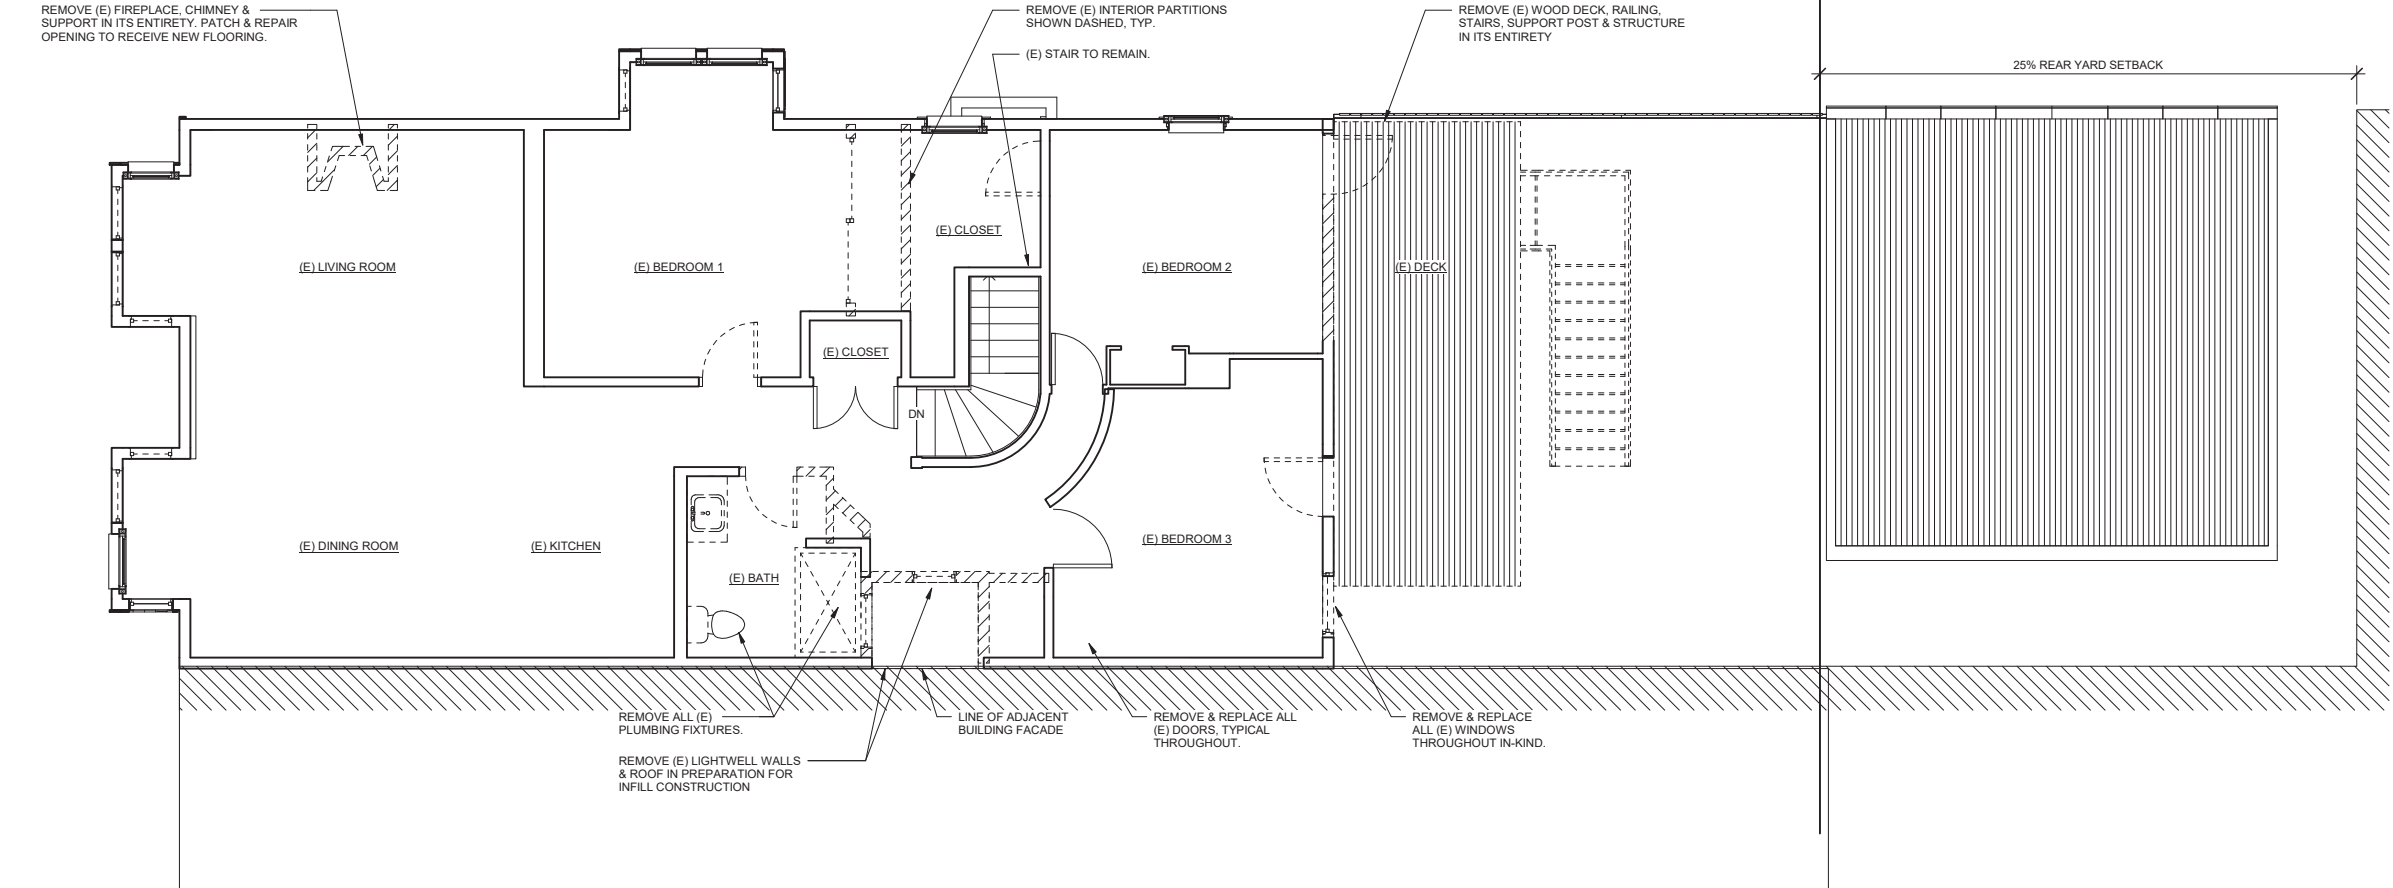 REMOVE (E) FIREPLACE, CHIMNEY &
SUPPORT IN ITS ENTIRETY. PATCH & REPAIR
OPENING TO RECEIVE NEW FLOORING.
REMOVE (E) INTERIOR PARTITIONS
SHOWN DASHED, TYP.
(E) STAIR TO REMAIN.
REMOVE (E) WOOD DECK, RAILING,
STAIRS, SUPPORT POST & STRUCTURE
IN ITS ENTIRETY
25% REAR YARD SETBACK
(E) CLOSET
(E) LIVING ROOM
(E) BEDROOM 1
(E) BEDROOM 2
(E) DECK
(E) CLOSET
DN
(E) DINING ROOM
(E) KITCHEN
(E) BEDROOM 3
(E) BATH
REMOVE ALL (E)
PLUMBING FIXTURES.
LINE OF ADJACENT
BUILDING FACADE
REMOVE & REPLACE ALL
(E) DOORS, TYPICAL
THROUGHOUT.
REMOVE & REPLACE
ALL (E) WINDOWS
THROUGHOUT IN-KIND.
REMOVE (E) LIGHTWELL WALLS
& ROOF IN PREPARATION FOR
INFILL CONSTRUCTION